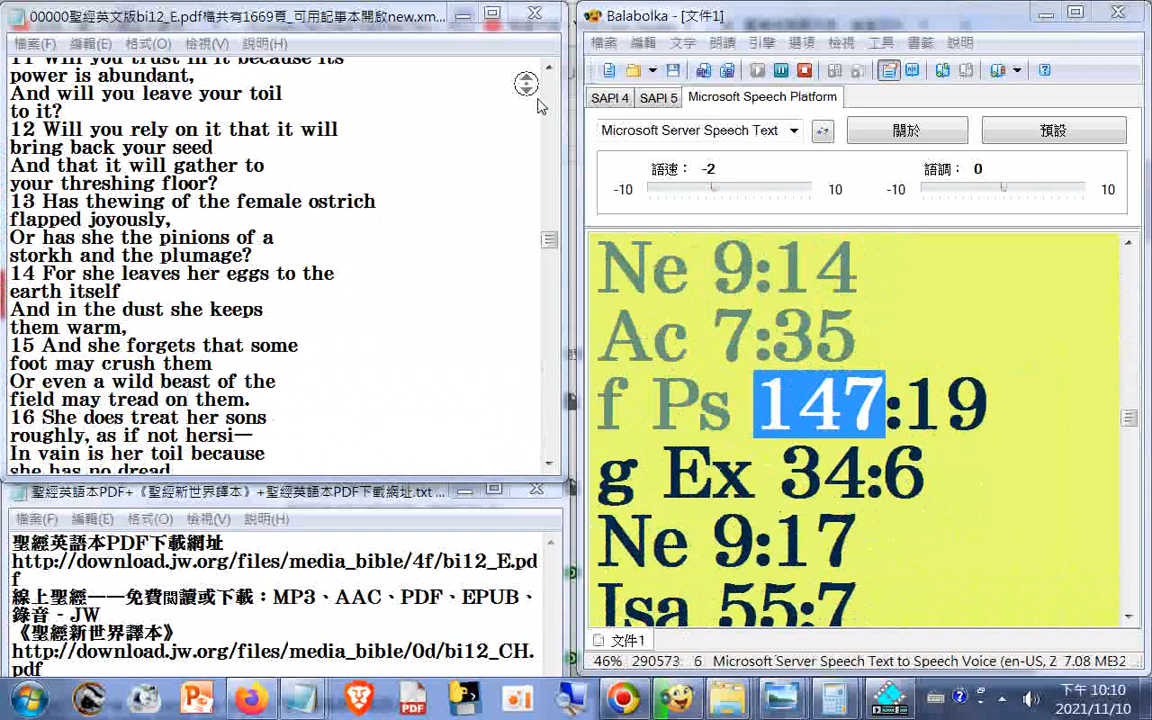 00000聖經英文版bi12_E.pdf檔共有1669頁_可用記事本開啟new.xm...
檔案(F) 編輯(E) 格式(O) 檢視(V) 說明(H)
11 Will you trust in it because its
power is abundant,
And will you leave your toil
to it?
12 Will you rely on it that it will
bring back your seed
And that it will gather to
your threshing floor?
13 Has thewing of the female ostrich
flapped joyously,
Or has she the pinions of a
storkh and the plumage?
14 For she leaves her eggs to the
earth itself
And in the dust she keeps
them warm,
15 And she forgets that some
foot may crush them
Or even a wild beast of the
field may tread on them.
16 She does treat her sons
roughly, as if not hersi—
In vain is her toil because
she has no dread
聖經英語本PDF+《聖經新世界譯本》+聖經英語本PDF下載網址.txt ...
檔案(F) 編輯(E) 格式(O) 檢視(V) 說明(H)
聖經英語本PDF下載網址
http://download.jw.org/files/media_bible/4f/bi12_E.pd
f
線上聖經——免費閱讀或下載：MP3、AAC、PDF、EPUB、
錄音 - JW
《聖經新世界譯本》
http://download.jw.org/files/media_bible/0d/bi12_CH.
pdf
Balabolka - [文件1]
檔案 編輯 文字 朗讀 引擎 選項 檢視 工具 書籤 說明
SAPI 4 SAPI 5 Microsoft Speech Platform
Microsoft Server Speech Text 關於 預設
語速： -2 語調： 0
-10 10 -10 10
Ne 9:14
Ac 7:35
f Ps 147:19
g Ex 34:6
Ne 9:17
Isa 55:7
文件1
46% 290573: 6 Microsoft Server Speech Text to Speech Voice (en-US, Z 7.08 MB2
PDF
下午 10:10
2021/11/10